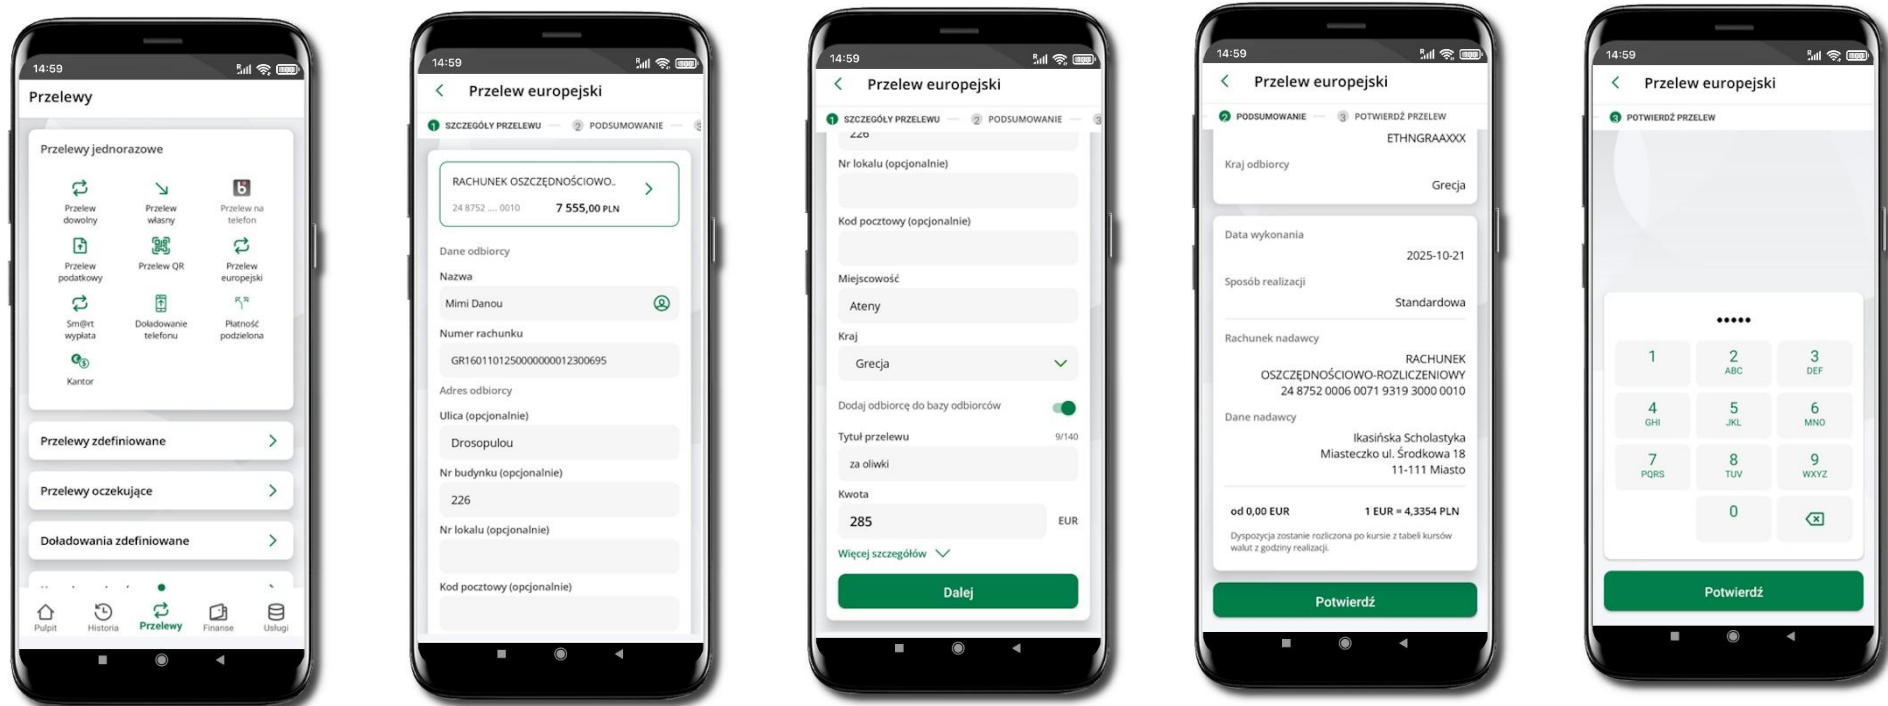 14:59
Przelewy
Przelewy jednorazowe
Przelew
dowolny
Przelew
własny
Przelew na
telefon
Przelew
podatkowy
Przelew QR
Przelew
europejski
Sm@rt
wypłata
Doładowanie
telefonu
Płatność
podzielona
Kantor
Przelewy zdefiniowane
Przelewy oczekujące
Doładowania zdefiniowane
Pulpit
Historia
Przelewy
Finanse
Usługi
14:59
Przelew europejski
1 SZCZEGÓŁY PRZELEWU 2 PODSUMOWANIE 3
RACHUNEK OSZCZĘDNOŚCIOWO..
24 8752 .... 0010 7 555,00 PLN
Dane odbiorcy
Nazwa
Mimi Danou
Numer rachunku
GR1601101250000000012300695
Adres odbiorcy
Ulica (opcjonalnie)
Drosopulou
Nr budynku (opcjonalnie)
226
Nr lokalu (opcjonalnie)
Kod pocztowy (opcjonalnie)
14:59
Przelew europejski
1 SZCZEGÓŁY PRZELEWU 2 PODSUMOWANIE 3
226
Nr lokalu (opcjonalnie)
Kod pocztowy (opcjonalnie)
Miejscowość
Ateny
Kraj
Grecja
Dodaj odbiorcę do bazy odbiorców
Tytuł przelewu 9/140
za oliwki
Kwota
285 EUR
Więcej szczegółów
Dalej
14:59
Przelew europejski
2 PODSUMOWANIE 3 POTWIERDŹ PRZELEW
ETHNGRAAXXX
Kraj odbiorcy
Grecja
Data wykonania
2025-10-21
Sposób realizacji
Standardowa
Rachunek nadawcy
RACHUNEK
OSZCZĘDNOŚCIOWO-ROZLICZENIOWY
24 8752 0006 0071 9319 3000 0010
Dane nadawcy
Ikasińska Scholastyka
Miasteczko ul. Środkowa 18
11-111 Miasto
od 0,00 EUR 1 EUR = 4,3354 PLN
Dyspozycja zostanie rozliczona po kursie z tabeli kursów
walut z godziny realizacji.
Potwierdź
14:59
Przelew europejski
3 POTWIERDŹ PRZELEW
1 2 3
ABC DEF
4 5 6
GHI JKL MNO
7 8 9
PQRS TUV WXYZ
0
Potwierdź